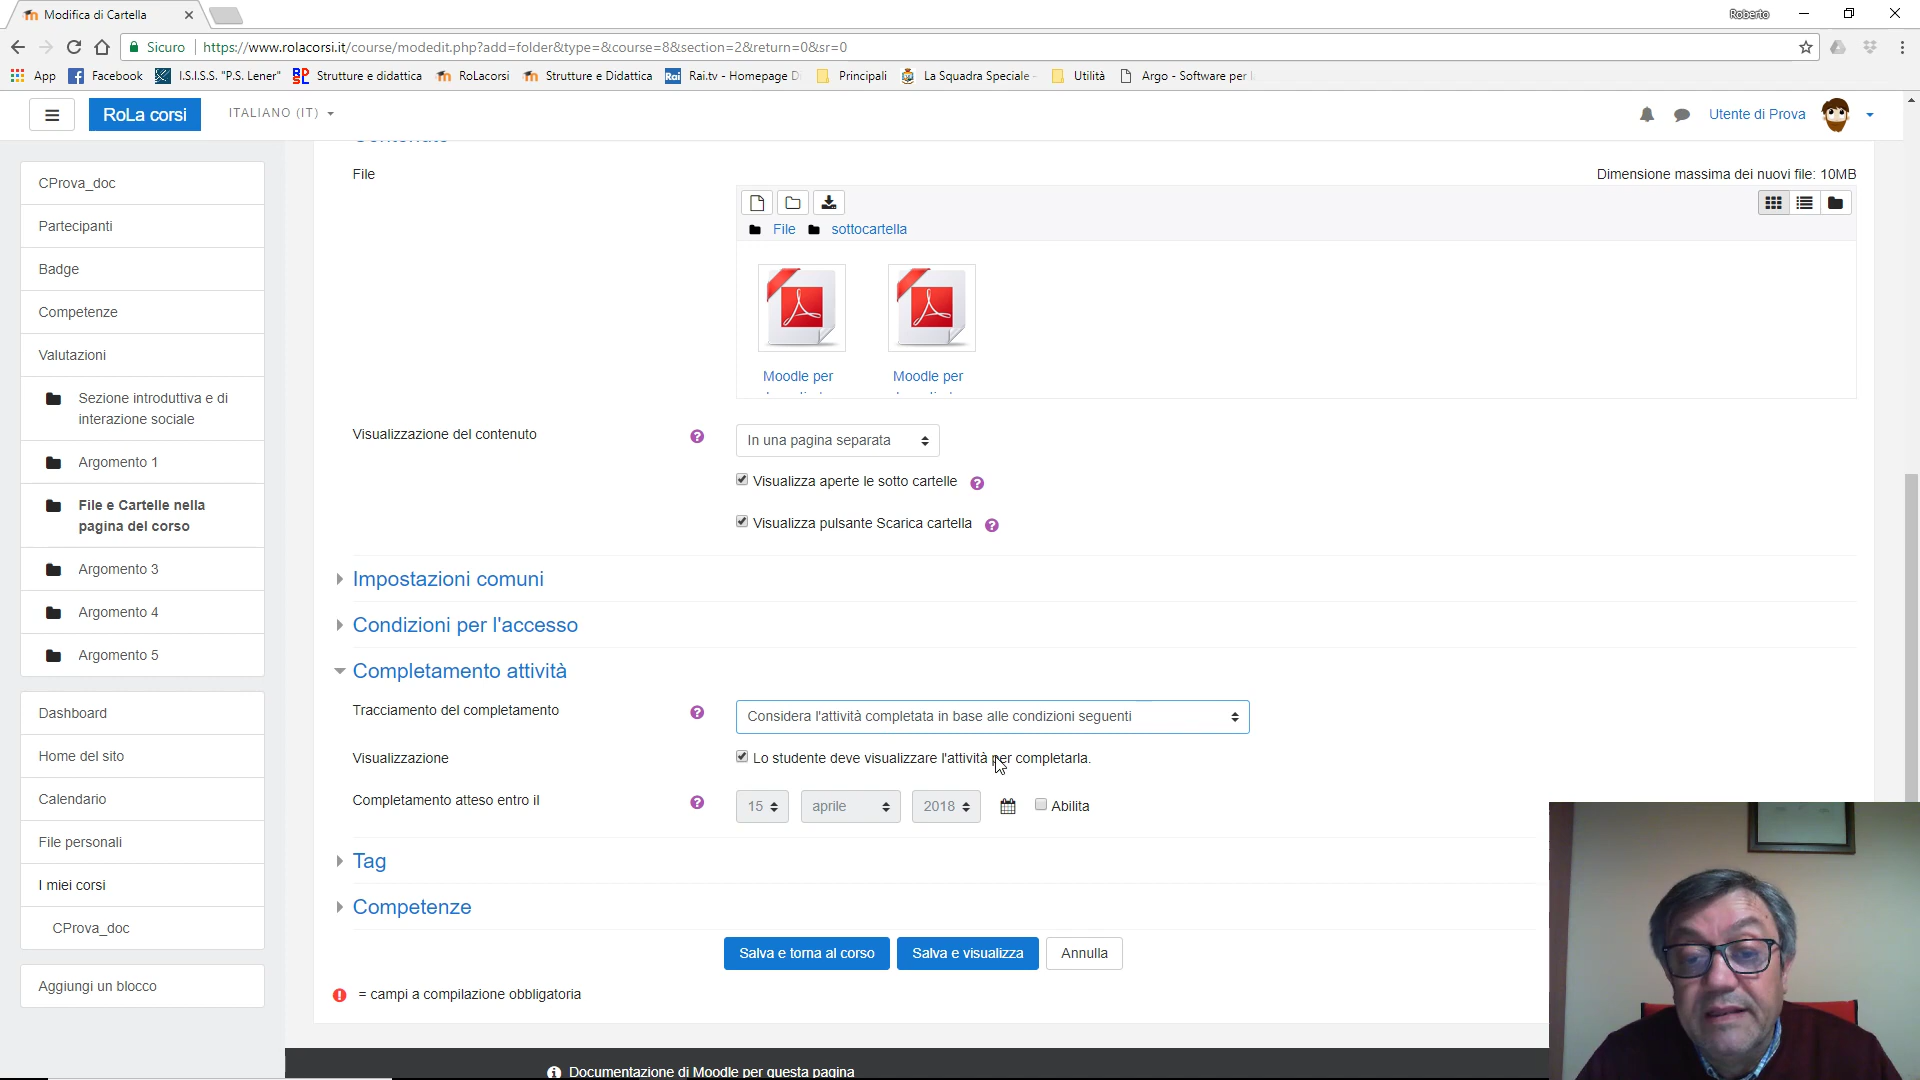 Modifica di Cartella
Roberto
Sicuro
https://www.rolacorsi.it/course/modedit.php?add=folder&type=&course=8&section=2&return=0&sr=0
App
Facebook
I.S.I.S.S. "P.S. Lener"
Strutture e didattica
RoLacorsi
Strutture e Didattica
Rai.tv - Homepage
Principali
La Squadra Speciale
Utilità
Argo - Software per
RoLa corsi
ITALIANO (IT)
Utente di Prova
CProva_doc
Partecipanti
Badge
Competenze
Valutazioni
Sezione introduttiva e di
interazione sociale
Argomento 1
File e Cartelle nella
pagina del corso
Argomento 3
Argomento 4
Argomento 5
Dashboard
Home del sito
Calendario
File personali
I miei corsi
CProva_doc
Aggiungi un blocco
File
Dimensione massima dei nuovi file: 10MB
File sottocartella
Moodle per
Moodle per
Visualizzazione del contenuto
In una pagina separata
Visualizza aperte le sotto cartelle
Visualizza pulsante Scarica cartella
Impostazioni comuni
Condizioni per l'accesso
Completamento attività
Tracciamento del completamento
Considera l'attività completata in base alle condizioni seguenti
Visualizzazione
Lo studente deve visualizzare l'attività per completarla.
Completamento atteso entro il
15 aprile 2018 Abilita
Tag
Competenze
Salva e torna al corso
Salva e visualizza
Annulla
= campi a compilazione obbligatoria
Documentazione di Moodle per questa pagina